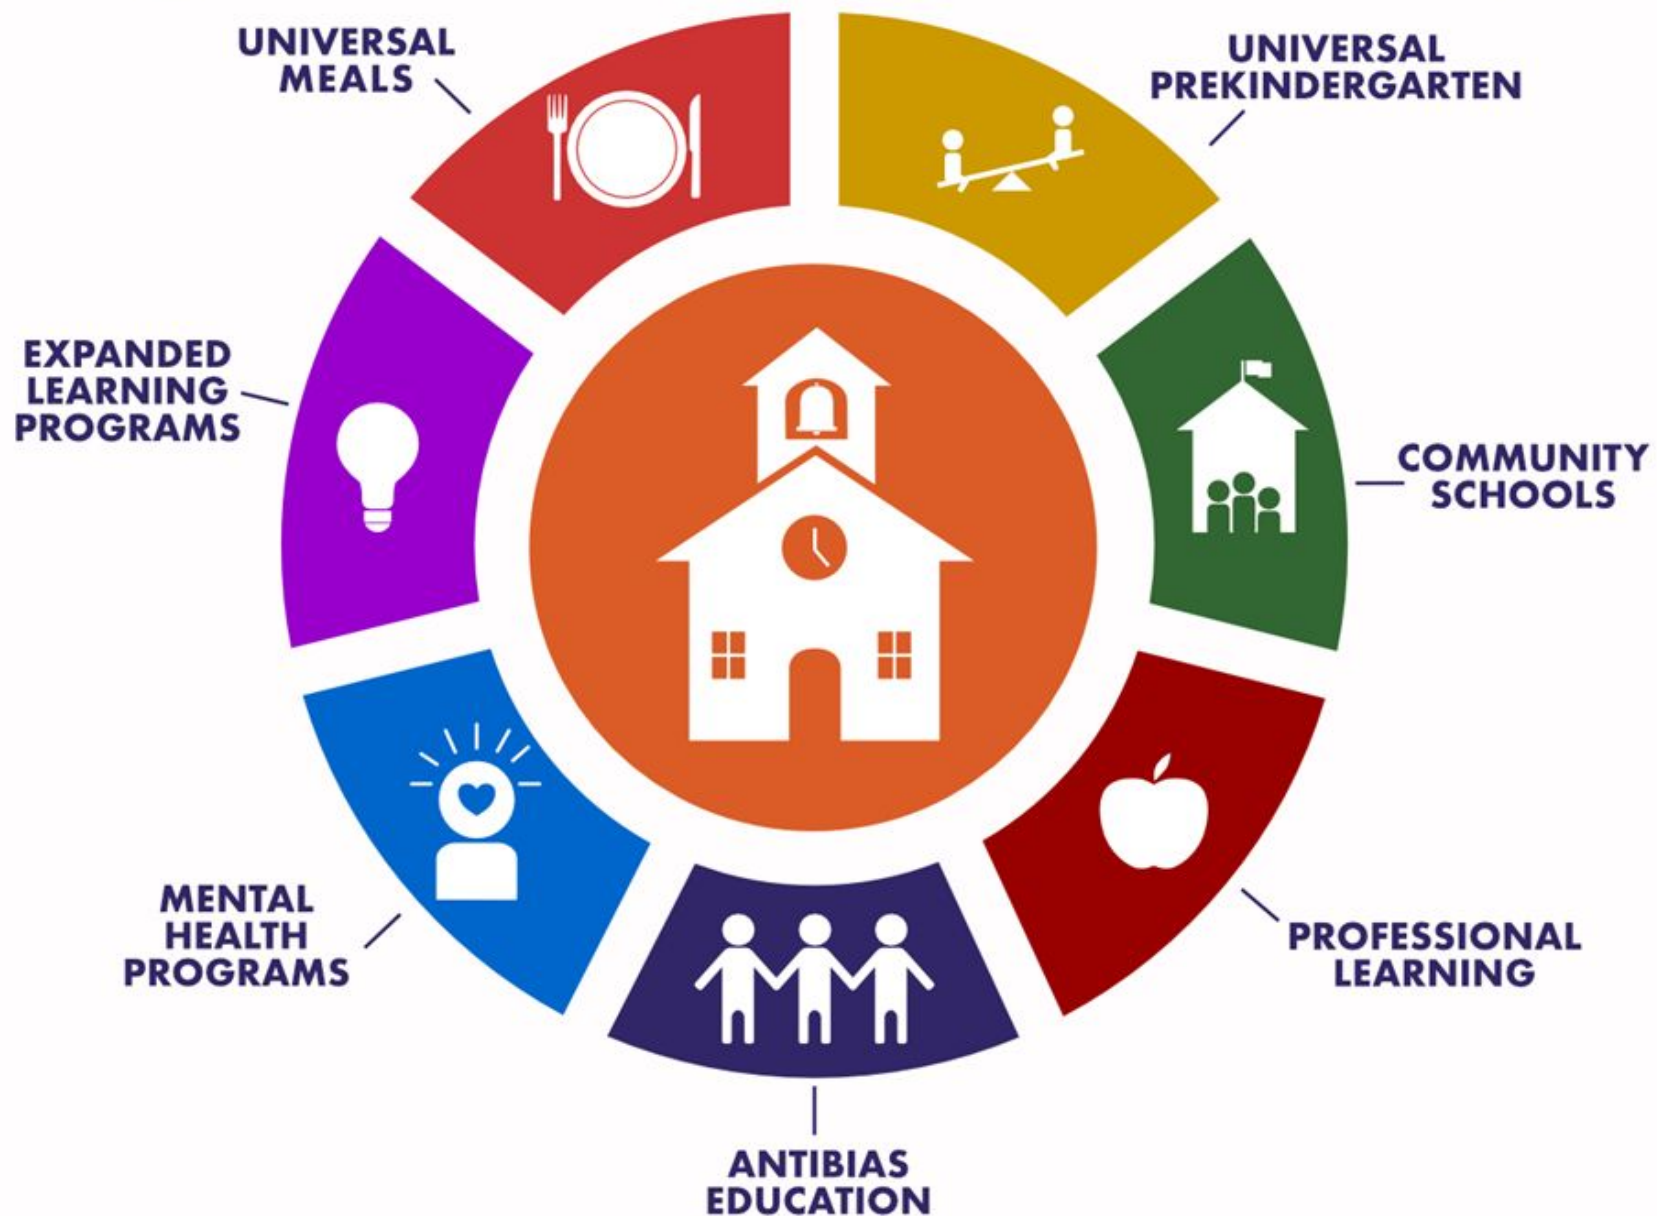 UNIVERSAL
MEALS
UNIVERSAL
PREKINDERGARTEN
EXPANDED
LEARNING
PROGRAMS
COMMUNITY
SCHOOLS
MENTAL
HEALTH
PROGRAMS
PROFESSIONAL
LEARNING
ANTIBIAS
EDUCATION